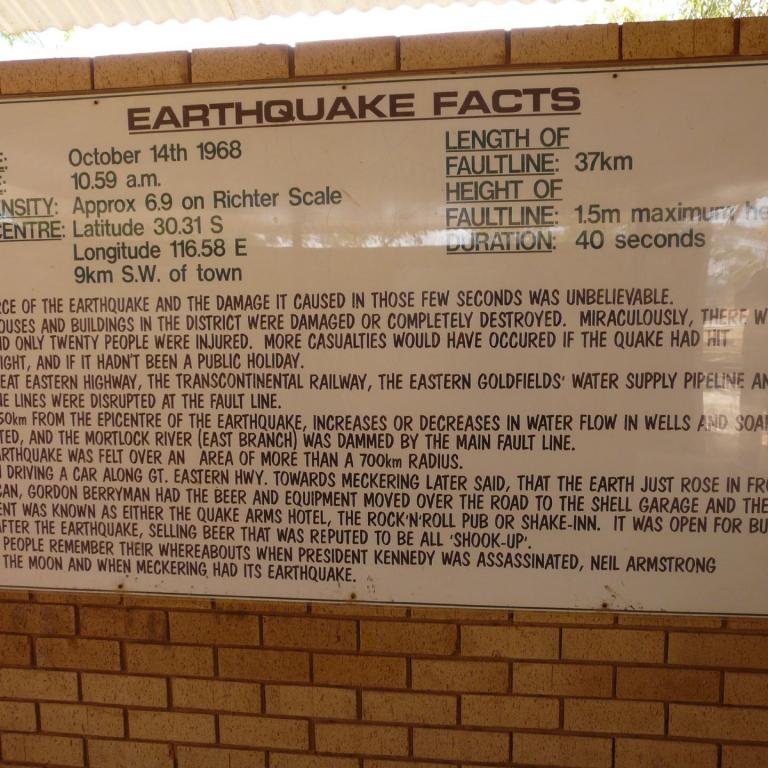 EARTHQUAKE FACTS
October 14th 1968
10.59 a.m.
NSITY: Approx 6.9 on Richter Scale
CENTRE: Latitude 30.31 S
Longitude 116.58 E
9km S.W. of town
LENGTH OF
FAULTLINE: 37km
HEIGHT OF
FAULTLINE: 1.5m maximum he
DURATION: 40 seconds
RCE OF THE EARTHQUAKE AND THE DAMAGE IT CAUSED IN THOSE FEW SECONDS WAS UNBELIEVABLE.
OUSES AND BUILDINGS IN THE DISTRICT WERE DAMAGED OR COMPLETELY DESTROYED. MIRACULOUSLY, THERE W
D ONLY TWENTY PEOPLE WERE INJURED. MORE CASUALTIES WOULD HAVE OCCURED IF THE QUAKE HAD HIT
IGHT, AND IF IT HADN'T BEEN A PUBLIC HOLIDAY.
EAT EASTERN HIGHWAY, THE TRANSCONTINENTAL RAILWAY, THE EASTERN GOLDFIELDS' WATER SUPPLY PIPELINE AN
NE LINES WERE DISRUPTED AT THE FAULT LINE.
50km FROM THE EPICENTRE OF THE EARTHQUAKE, INCREASES OR DECREASES IN WATER FLOW IN WELLS AND SOA
TED, AND THE MORTLOCK RIVER (EAST BRANCH) WAS DAMMED BY THE MAIN FAULT LINE.
ARTHQUAKE WAS FELT OVER AN AREA OF MORE THAN A 700km RADIUS.
DRIVING A CAR ALONG GT. EASTERN HWY. TOWARDS MECKERING LATER SAID, THAT THE EARTH JUST ROSE IN FRO
CAN, GORDON BERRYMAN HAD THE BEER AND EQUIPMENT MOVED OVER THE ROAD TO THE SHELL GARAGE AND THE
ENT WAS KNOWN AS EITHER THE QUAKE ARMS HOTEL, THE ROCK'N'ROLL PUB OR SHAKE-INN. IT WAS OPEN FOR BU
AFTER THE EARTHQUAKE, SELLING BEER THAT WAS REPUTED TO BE ALL 'SHOOK-UP'.
PEOPLE REMEMBER THEIR WHEREABOUTS WHEN PRESIDENT KENNEDY WAS ASSASSINATED, NEIL ARMSTRONG
THE MOON AND WHEN MECKERING HAD ITS EARTHQUAKE.